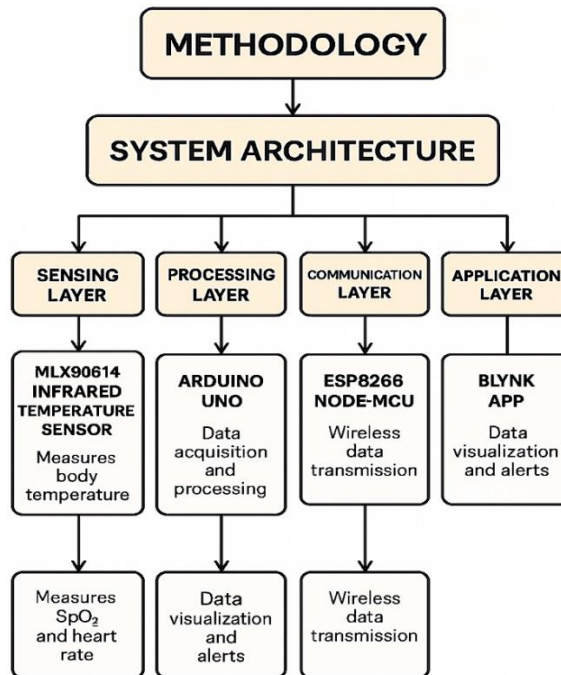 METHODOLOGY
SYSTEM ARCHITECTURE
SENSING
LAYER
PROCESSING
LAYER
COMMUNICATION
LAYER
APPLICATION
LAYER
MLX90614
INFRARED
TEMPERATURE
SENSOR
Measures
body
temperature
ARDUINO
UNO
Data
acquisition
and
processing
ESP8266
NODE-MCU
Wireless
data
transmission
BLYNK
APP
Data
visualization
and alerts
Measures
SpO₂
and heart
rate
Data
visualization
and
alerts
Wireless
data
transmission